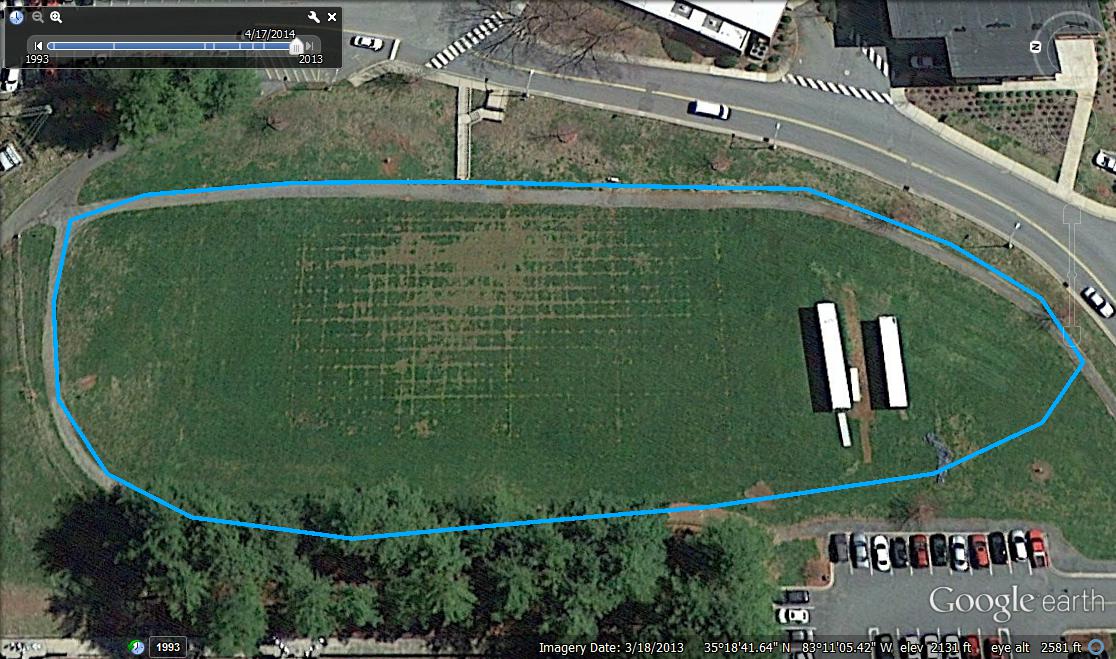 4/17/2014
1993
2013
N
Google earth
1993
Imagery Date: 3/18/2013 35°18'41.64" N 83°11'05.42" W elev 2131 ft eye alt 2581 ft